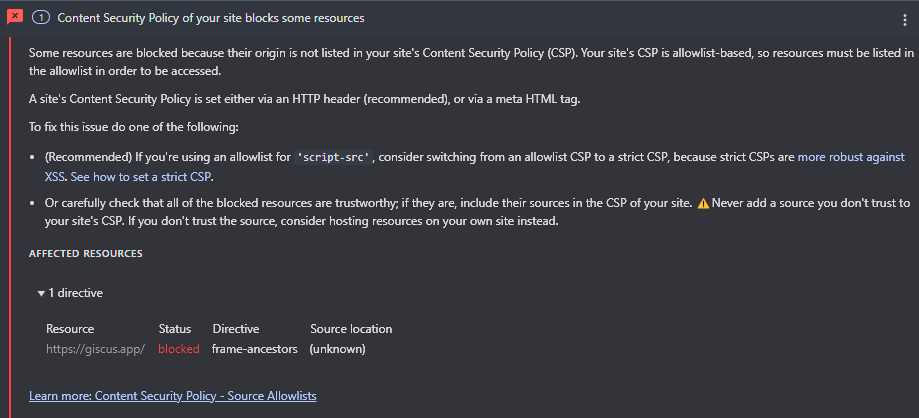 1 Content Security Policy of your site blocks some resources
Some resources are blocked because their origin is not listed in your site's Content Security Policy (CSP). Your site's CSP is allowlist-based, so resources must be listed in
the allowlist in order to be accessed.
A site's Content Security Policy is set either via an HTTP header (recommended), or via a meta HTML tag.
To fix this issue do one of the following:
• (Recommended) If you're using an allowlist for 'script-src', consider switching from an allowlist CSP to a strict CSP, because strict CSPs are more robust against
XSS. See how to set a strict CSP.
• Or carefully check that all of the blocked resources are trustworthy; if they are, include their sources in the CSP of your site. ⚠️Never add a source you don't trust to
your site's CSP. If you don't trust the source, consider hosting resources on your own site instead.
AFFECTED RESOURCES
▼ 1 directive
Resource Status Directive Source location
https://giscus.app/ blocked frame-ancestors (unknown)
Learn more: Content Security Policy - Source Allowlists